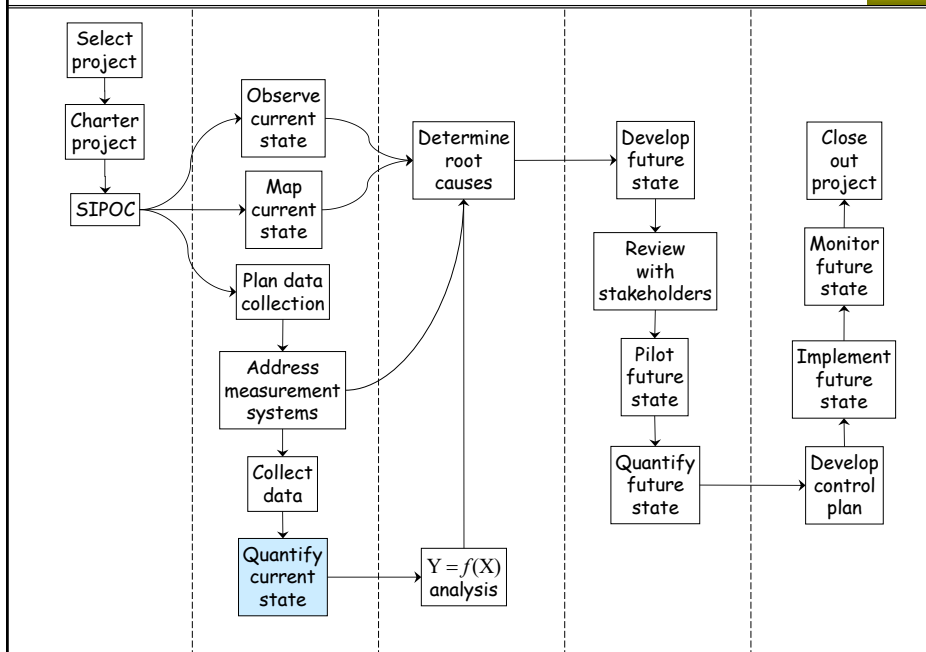 Select
project
Charter
project
SIPOC
Observe
current
state
Map
current
state
Plan data
collection
Address
measurement
systems
Collect
data
Quantify
current
state
Determine
root
causes
Y = f(X)
analysis
Develop
future
state
Review
with
stakeholders
Pilot
future
state
Quantify
future
state
Close
out
project
Monitor
future
state
Implement
future
state
Develop
control
plan